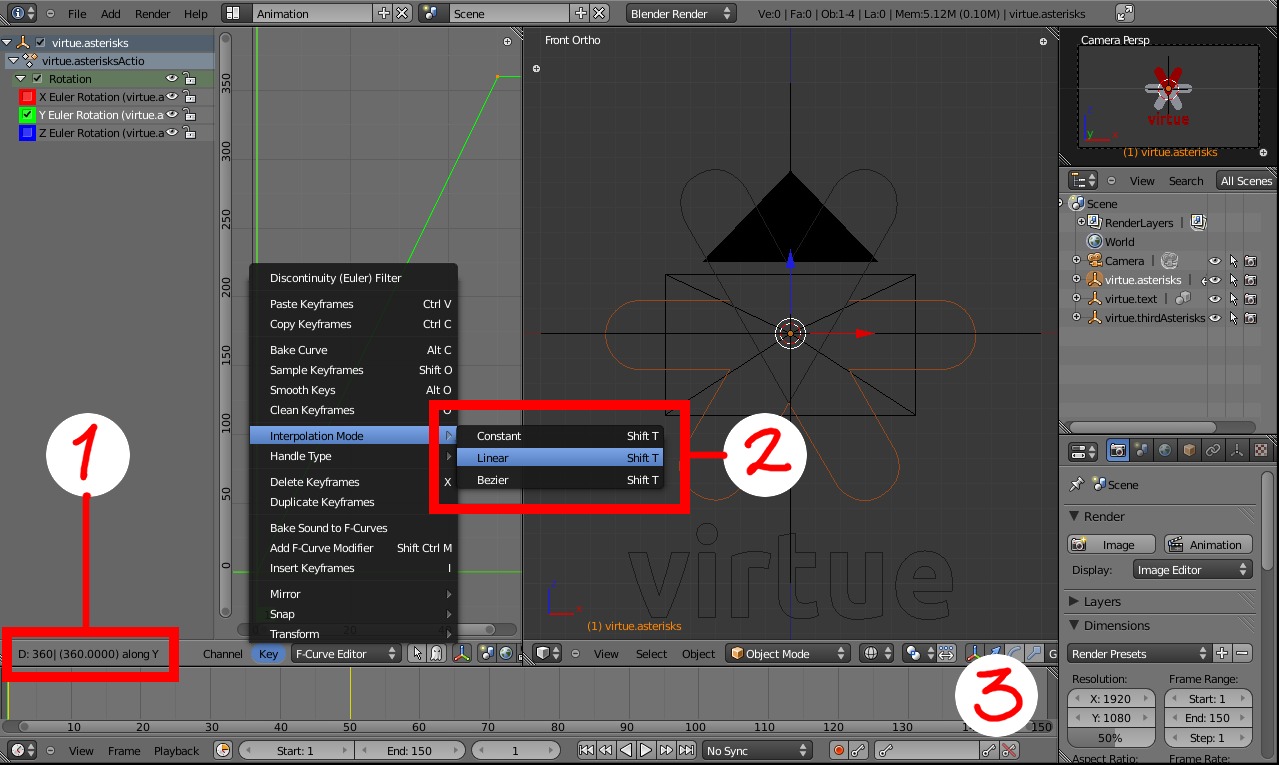 File Add Render Help Animation Scene Blender Render Ve:0 | Fa:0 | Ob:1-4 | La:0 | Mem:5.12M (0.10M) | virtue.asterisks
virtue.asterisks
virtue.asterisksActio
Rotation
X Euler Rotation (virtue.a
Y Euler Rotation (virtue.a
Z Euler Rotation (virtue.a
350
300
250
200
150
100
50
0
20
Discontinuity (Euler) Filter
Paste Keyframes Ctrl V
Copy Keyframes Ctrl C
Bake Curve Alt C
Sample Keyframes Shift O
Smooth Keys Alt O
Clean Keyframes O
Interpolation Mode
Handle Type
Delete Keyframes X
Duplicate Keyframes
Bake Sound to F-Curves
Add F-Curve Modifier Shift Ctrl M
Insert Keyframes I
Mirror
Snap
Transform
Constant Shift T
Linear Shift T
Bezier Shift T
1
2
3
Front Ortho
virtue
(1) virtue.asterisks
Camera Persp
virtue
y
x
(1) virtue.asterisks
View Search All Scenes
Scene
RenderLayers |
World
Camera |
virtue.asterisks |
virtue.text |
virtue.thirdAsterisks
Scene
Render
Image Animation
Display: Image Editor
Layers
Dimensions
Render Presets
Resolution: Frame Range:
X: 1920 Start: 1
Y: 1080 End: 150
50% Step: 1
Aspect Ratio: Frame Rate:
D: 360| (360.0000) along Y
Channel Key F-Curve Editor
View Select Object Object Mode G
10 20 30 40 50 60 70 80 90 100 110 120 130 150
View Frame Playback Start: 1 End: 150 1 No Sync